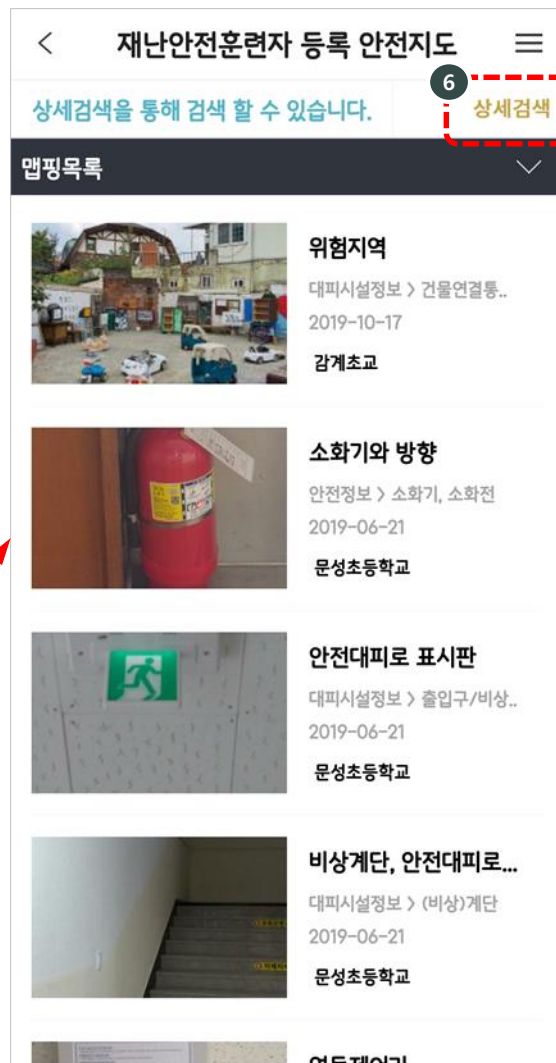 재난안전훈련자 등록 안전지도
6
상세검색을 통해 검색 할 수 있습니다.
상세검색
맵핑목록
위험지역
대피시설정보 > 건물연결통..
2019-10-17
감계초교
소화기와 방향
안전정보 > 소화기, 소화전
2019-06-21
문성초등학교
안전대피로 표시판
대피시설정보 > 출입구/비상..
2019-06-21
문성초등학교
비상계단, 안전대피로...
대피시설정보 > (비상)계단
2019-06-21
문성초등학교